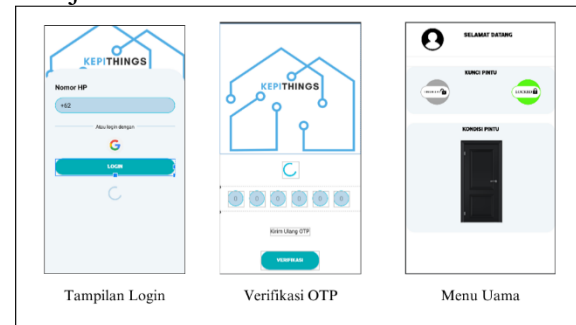 KEPITHINGS
Nomor HP
+62
Atau login dengan
G
LOGIN
Tampilan Login
KEPITHINGS
0 0 0 0 0 0
Kirim Ulang OTP
VERIFIKASI
Verifikasi OTP
SELAMAT DATANG
KUNCI PINTU
LOCKED
KONDISI PINTU
Menu Uama